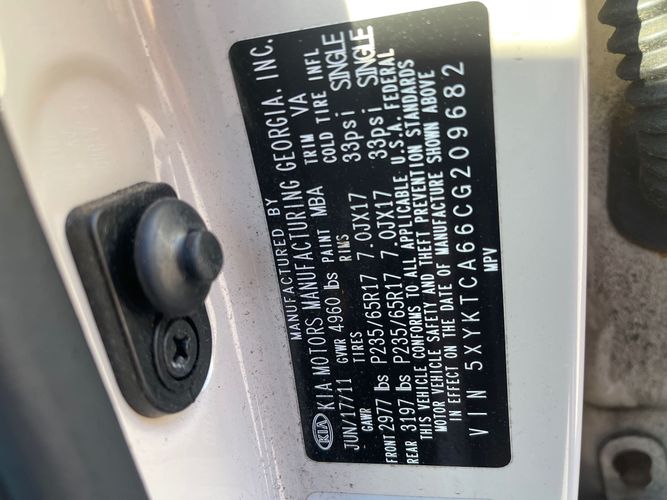 MANUFACTURED BY
KIA KIA MOTORS MANUFACTURING GEORGIA, INC.
JUN/17/11 GVWR 4960 lbs PAINT MBA TRIM VA
GAWR TIRES RIMS COLD TIRE INFL
FRONT 2977 lbs P235/65R17 7.0JX17 33psi SINGLE
REAR 3197 lbs P235/65R17 7.0JX17 33psi SINGLE
THIS VEHICLE CONFORMS TO ALL APPLICABLE U.S.A. FEDERAL
MOTOR VEHICLE SAFETY AND THEFT PREVENTION STANDARDS
IN EFFECT ON THE DATE OF MANUFACTURE SHOWN ABOVE
VIN 5XYKTCA66CG209682
MPV